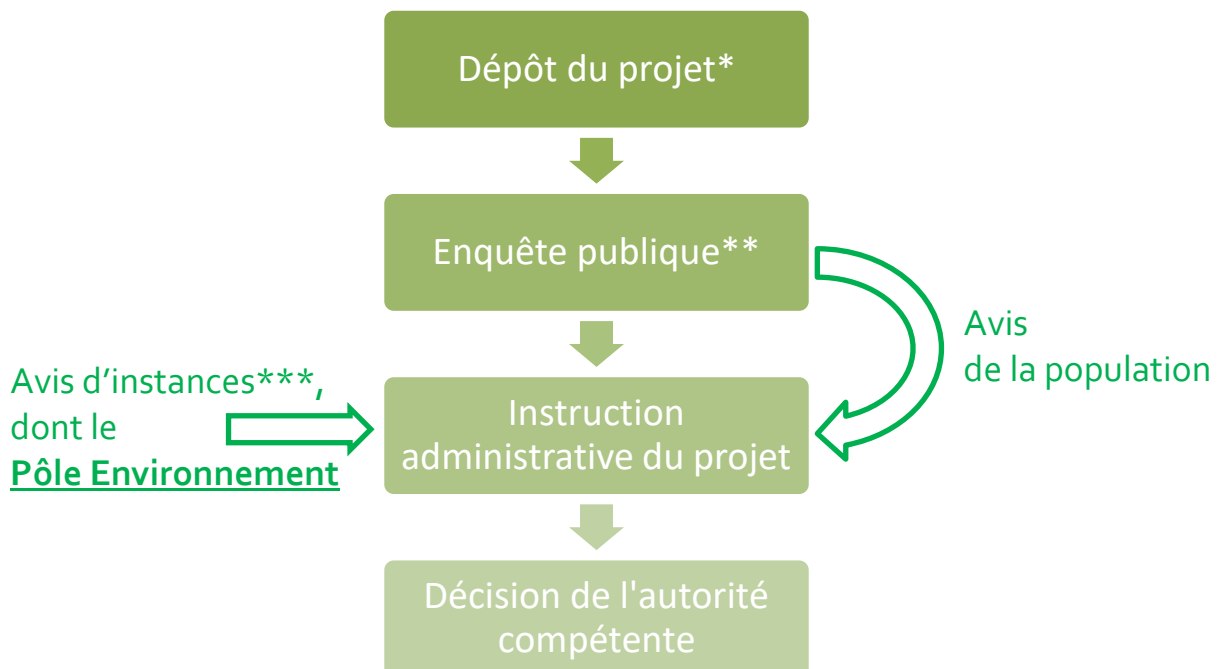 Dépôt du projet*
Enquête publique**
Avis
de la population
Avis d’instances***,
dont le
Pôle Environnement
Instruction
administrative du projet
Décision de l'autorité
compétente